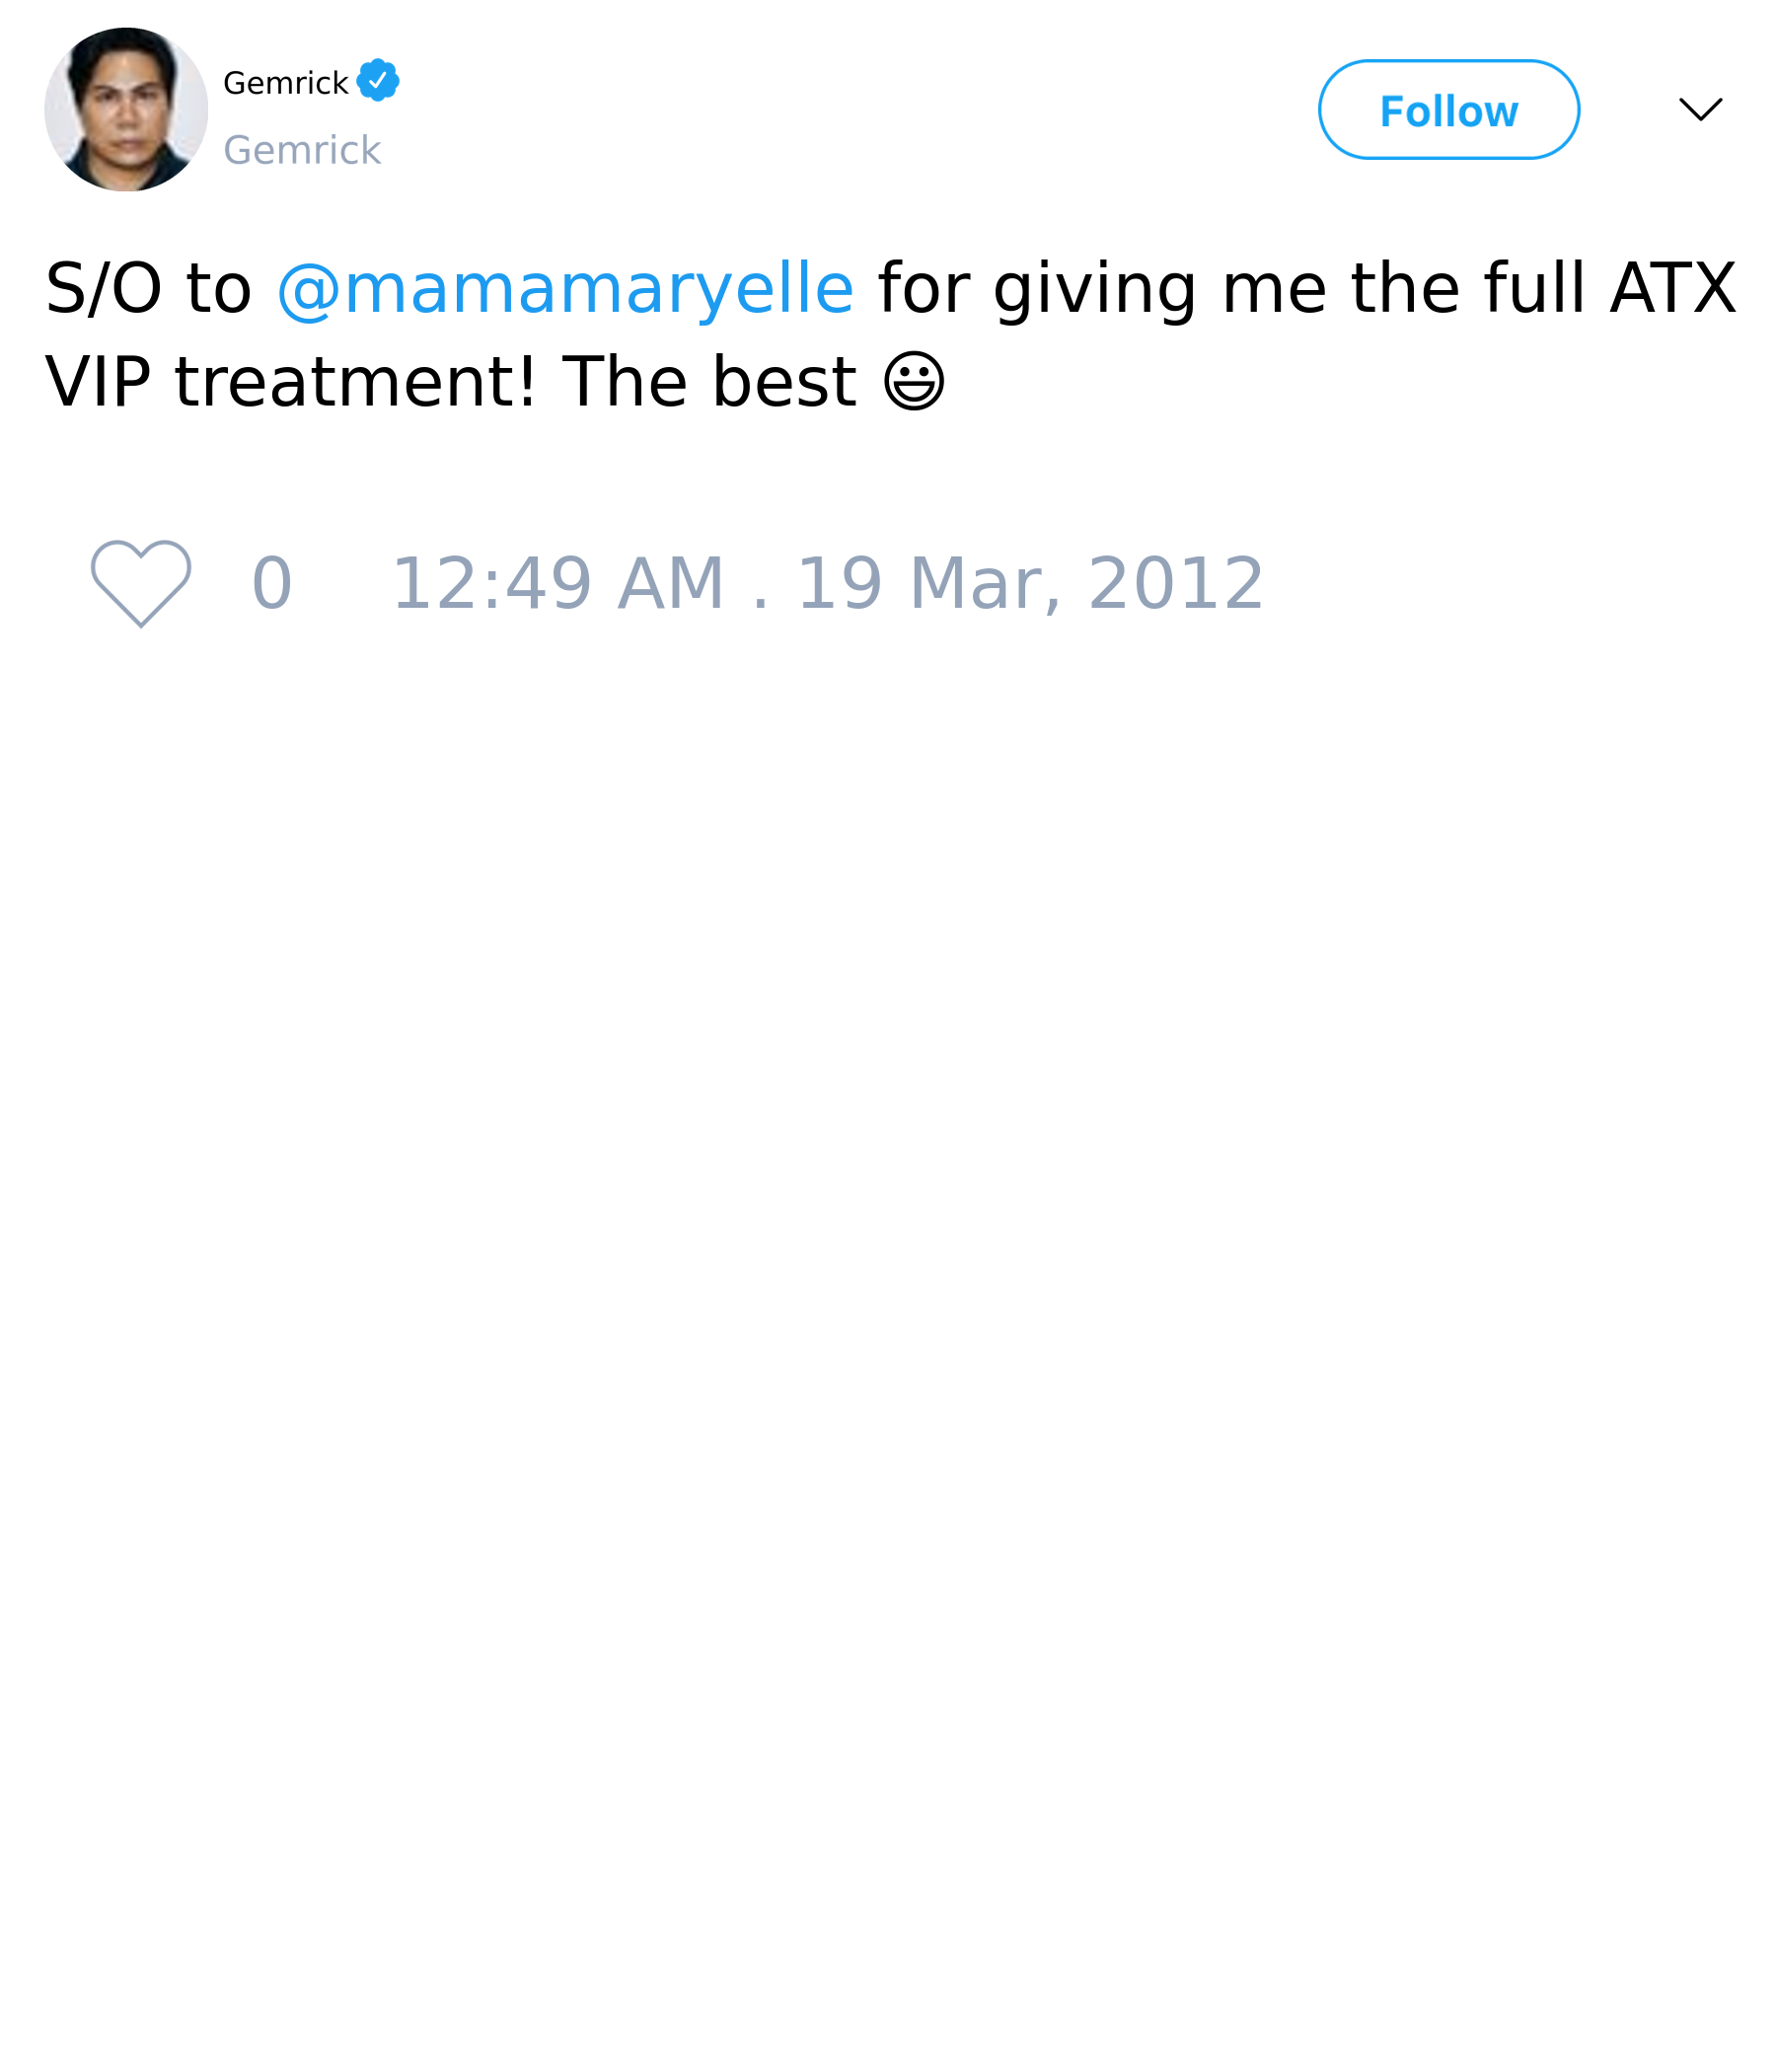 Gemrick
Gemrick
Follow
S/O to @mamamaryelle for giving me the full ATX
VIP treatment! The best 😃
0 12:49 AM . 19 Mar, 2012